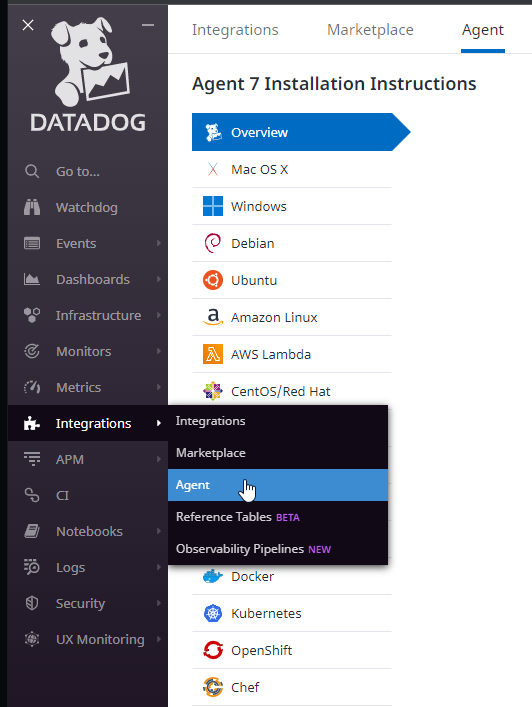 Integrations
Marketplace
Agent
DATADOG
Go to...
Watchdog
Events
Dashboards
Infrastructure
Monitors
Metrics
Integrations
APM
CI
Notebooks
Logs
Security
UX Monitoring
Integrations
Marketplace
Agent
Reference Tables BETA
Observability Pipelines NEW
Agent 7 Installation Instructions
Overview
Mac OS X
Windows
Debian
Ubuntu
Amazon Linux
AWS Lambda
CentOS/Red Hat
Docker
Kubernetes
OpenShift
Chef